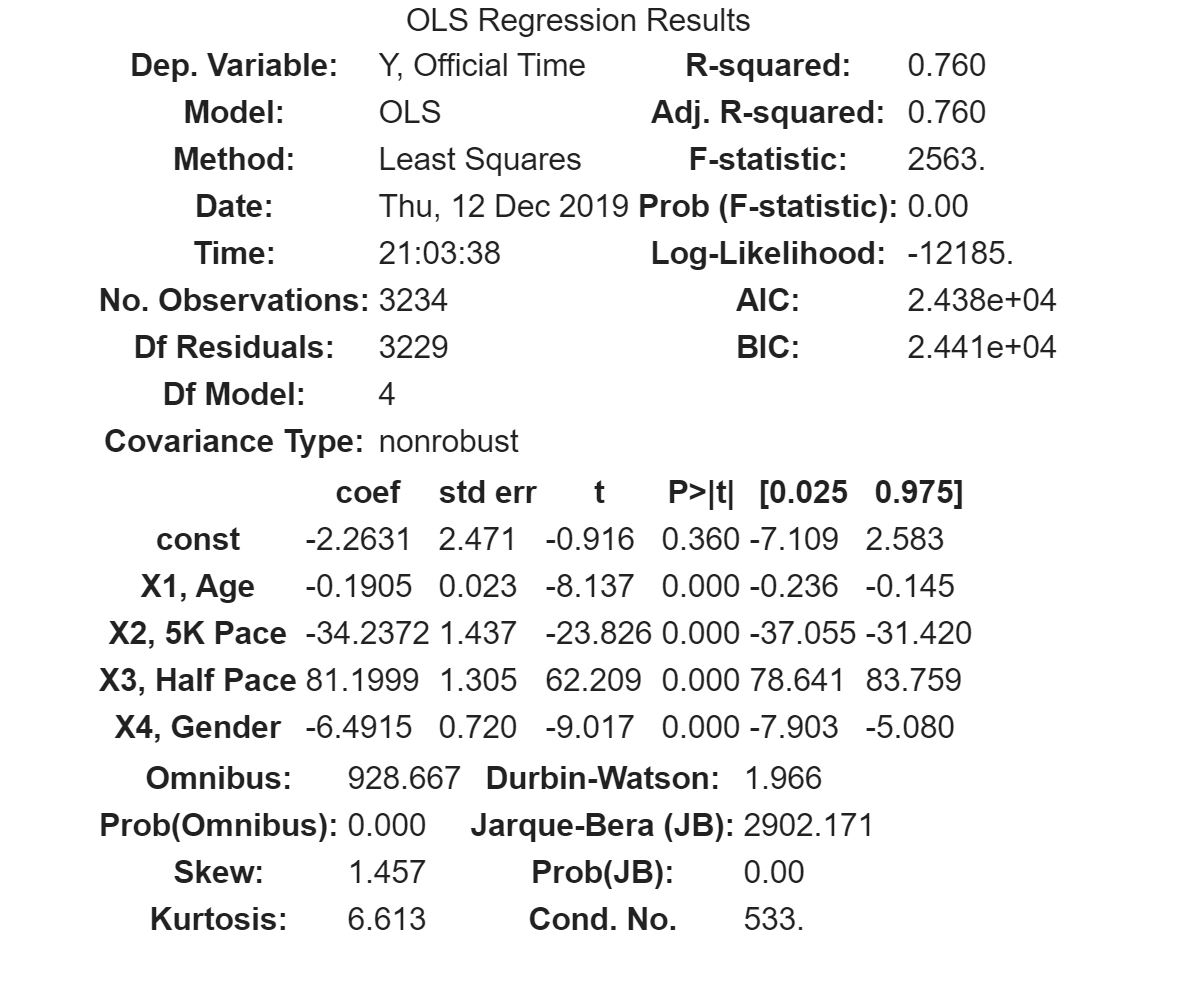 OLS Regression Results
Dep. Variable: Y, Official Time R-squared: 0.760
Model: OLS Adj. R-squared: 0.760
Method: Least Squares F-statistic: 2563.
Date: Thu, 12 Dec 2019 Prob (F-statistic): 0.00
Time: 21:03:38 Log-Likelihood: -12185.
No. Observations: 3234 AIC: 2.438e+04
Df Residuals: 3229 BIC: 2.441e+04
Df Model: 4
Covariance Type: nonrobust
coef std err t P>|t| [0.025 0.975]
const -2.2631 2.471 -0.916 0.360 -7.109 2.583
X1, Age -0.1905 0.023 -8.137 0.000 -0.236 -0.145
X2, 5K Pace -34.2372 1.437 -23.826 0.000 -37.055 -31.420
X3, Half Pace 81.1999 1.305 62.209 0.000 78.641 83.759
X4, Gender -6.4915 0.720 -9.017 0.000 -7.903 -5.080
Omnibus: 928.667 Durbin-Watson: 1.966
Prob(Omnibus): 0.000 Jarque-Bera (JB): 2902.171
Skew: 1.457 Prob(JB): 0.00
Kurtosis: 6.613 Cond. No. 533.